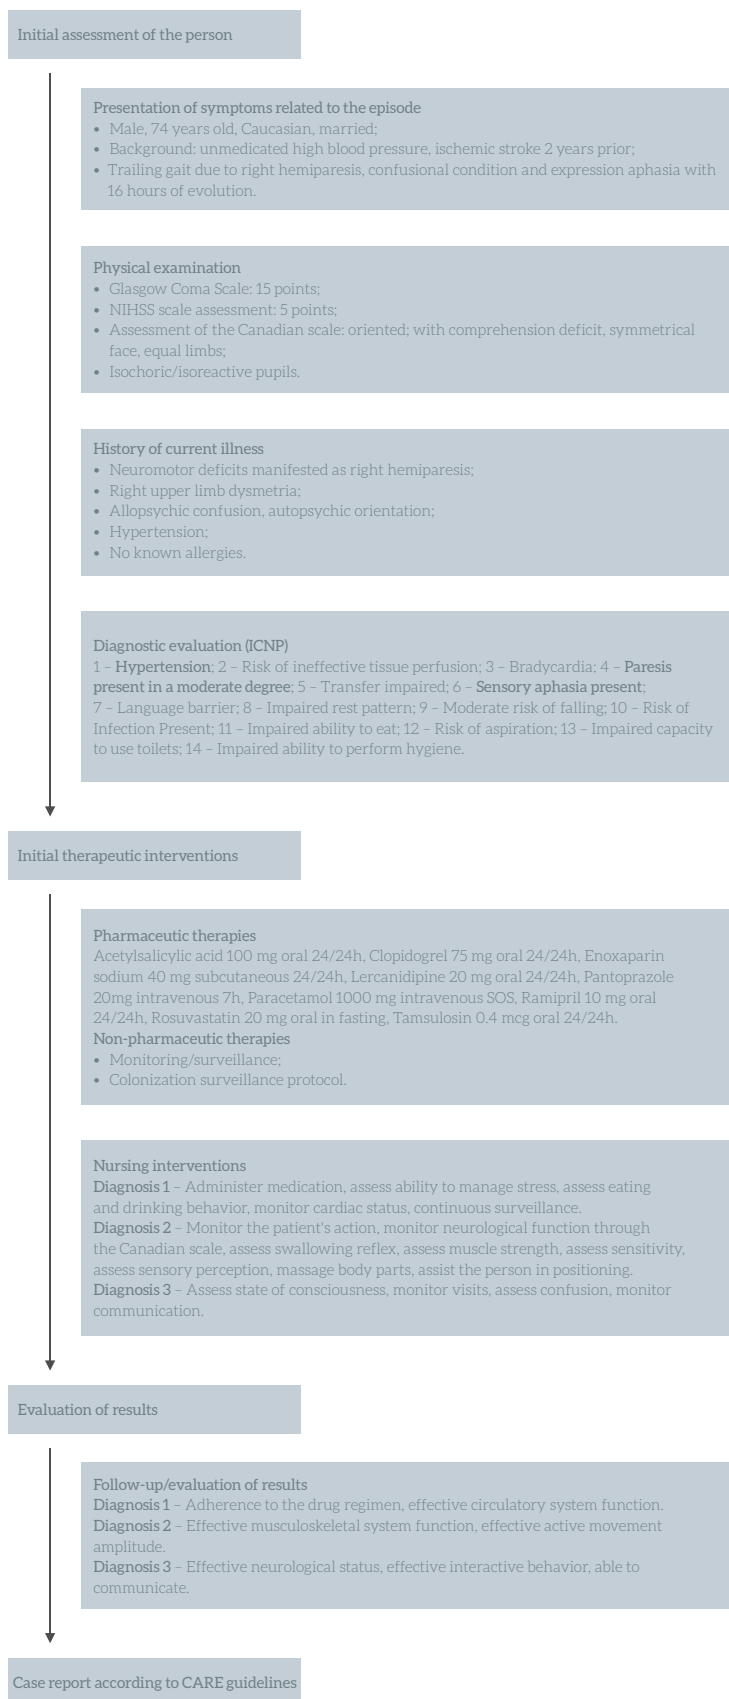 Initial assessment of the person
Presentation of symptoms related to the episode
• Male, 74 years old, Caucasian, married;
• Background: unmedicated high blood pressure, ischemic stroke 2 years prior;
• Trailing gait due to right hemiparesis, confusional condition and expression aphasia with
16 hours of evolution.
Physical examination
• Glasgow Coma Scale: 15 points;
• NIHSS scale assessment: 5 points;
• Assessment of the Canadian scale: oriented; with comprehension deficit, symmetrical
face, equal limbs;
• Isochoric/isoreactive pupils.
History of current illness
• Neuromotor deficits manifested as right hemiparesis;
• Right upper limb dysmetria;
• Allopsychic confusion, autopsychic orientation;
• Hypertension;
• No known allergies.
Diagnostic evaluation (ICNP)
1 – Hypertension; 2 – Risk of ineffective tissue perfusion; 3 – Bradycardia; 4 – Paresis
present in a moderate degree; 5 – Transfer impaired; 6 – Sensory aphasia present;
7 – Language barrier; 8 – Impaired rest pattern; 9 – Moderate risk of falling; 10 – Risk of
Infection Present; 11 – Impaired ability to eat; 12 – Risk of aspiration; 13 – Impaired capacity
to use toilets; 14 – Impaired ability to perform hygiene.
Initial therapeutic interventions
Pharmaceutic therapies
Acetylsalicylic acid 100 mg oral 24/24h, Clopidogrel 75 mg oral 24/24h, Enoxaparin
sodium 40 mg subcutaneous 24/24h, Lercanidipine 20 mg oral 24/24h, Pantoprazole
20mg intravenous 7h, Paracetamol 1000 mg intravenous SOS, Ramipril 10 mg oral
24/24h, Rosuvastatin 20 mg oral in fasting, Tamsulosin 0.4 mcg oral 24/24h.
Non-pharmaceutic therapies
• Monitoring/surveillance;
• Colonization surveillance protocol.
Nursing interventions
Diagnosis 1 – Administer medication, assess ability to manage stress, assess eating
and drinking behavior, monitor cardiac status, continuous surveillance.
Diagnosis 2 – Monitor the patient's action, monitor neurological function through
the Canadian scale, assess swallowing reflex, assess muscle strength, assess sensitivity,
assess sensory perception, massage body parts, assist the person in positioning.
Diagnosis 3 – Assess state of consciousness, monitor visits, assess confusion, monitor
communication.
Evaluation of results
Follow-up/evaluation of results
Diagnosis 1 – Adherence to the drug regimen, effective circulatory system function.
Diagnosis 2 – Effective musculoskeletal system function, effective active movement
amplitude.
Diagnosis 3 – Effective neurological status, effective interactive behavior, able to
communicate.
Case report according to CARE guidelines